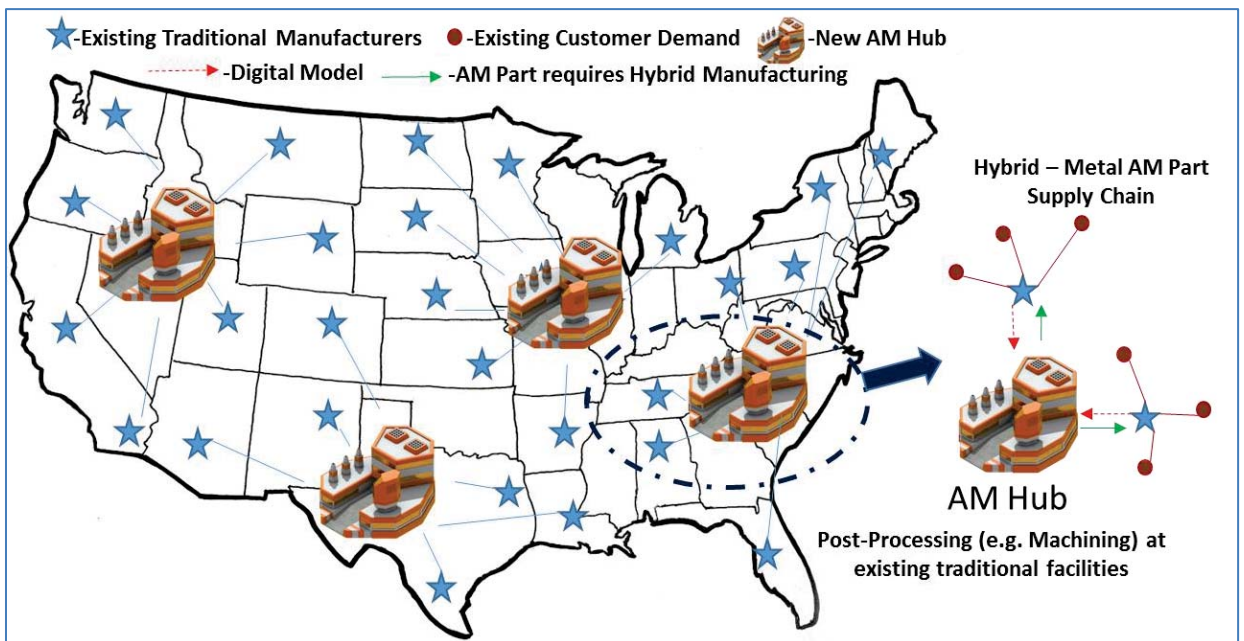 -Existing Traditional Manufacturers -Existing Customer Demand -New AM Hub
-Digital Model -AM Part requires Hybrid Manufacturing
Hybrid – Metal AM Part
Supply Chain
AM Hub
Post-Processing (e.g. Machining) at
existing traditional facilities